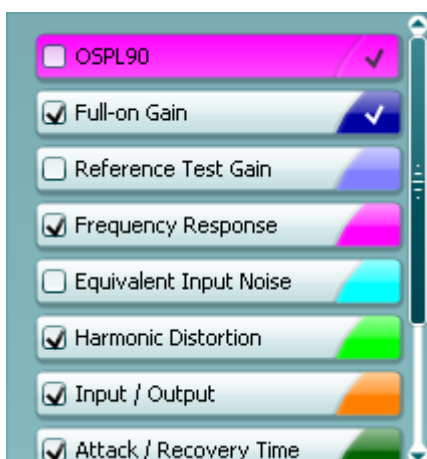 OSPL90
Full-on Gain
Reference Test Gain
Frequency Response
Equivalent Input Noise
Harmonic Distortion
Input / Output
Attack / Recovery Time